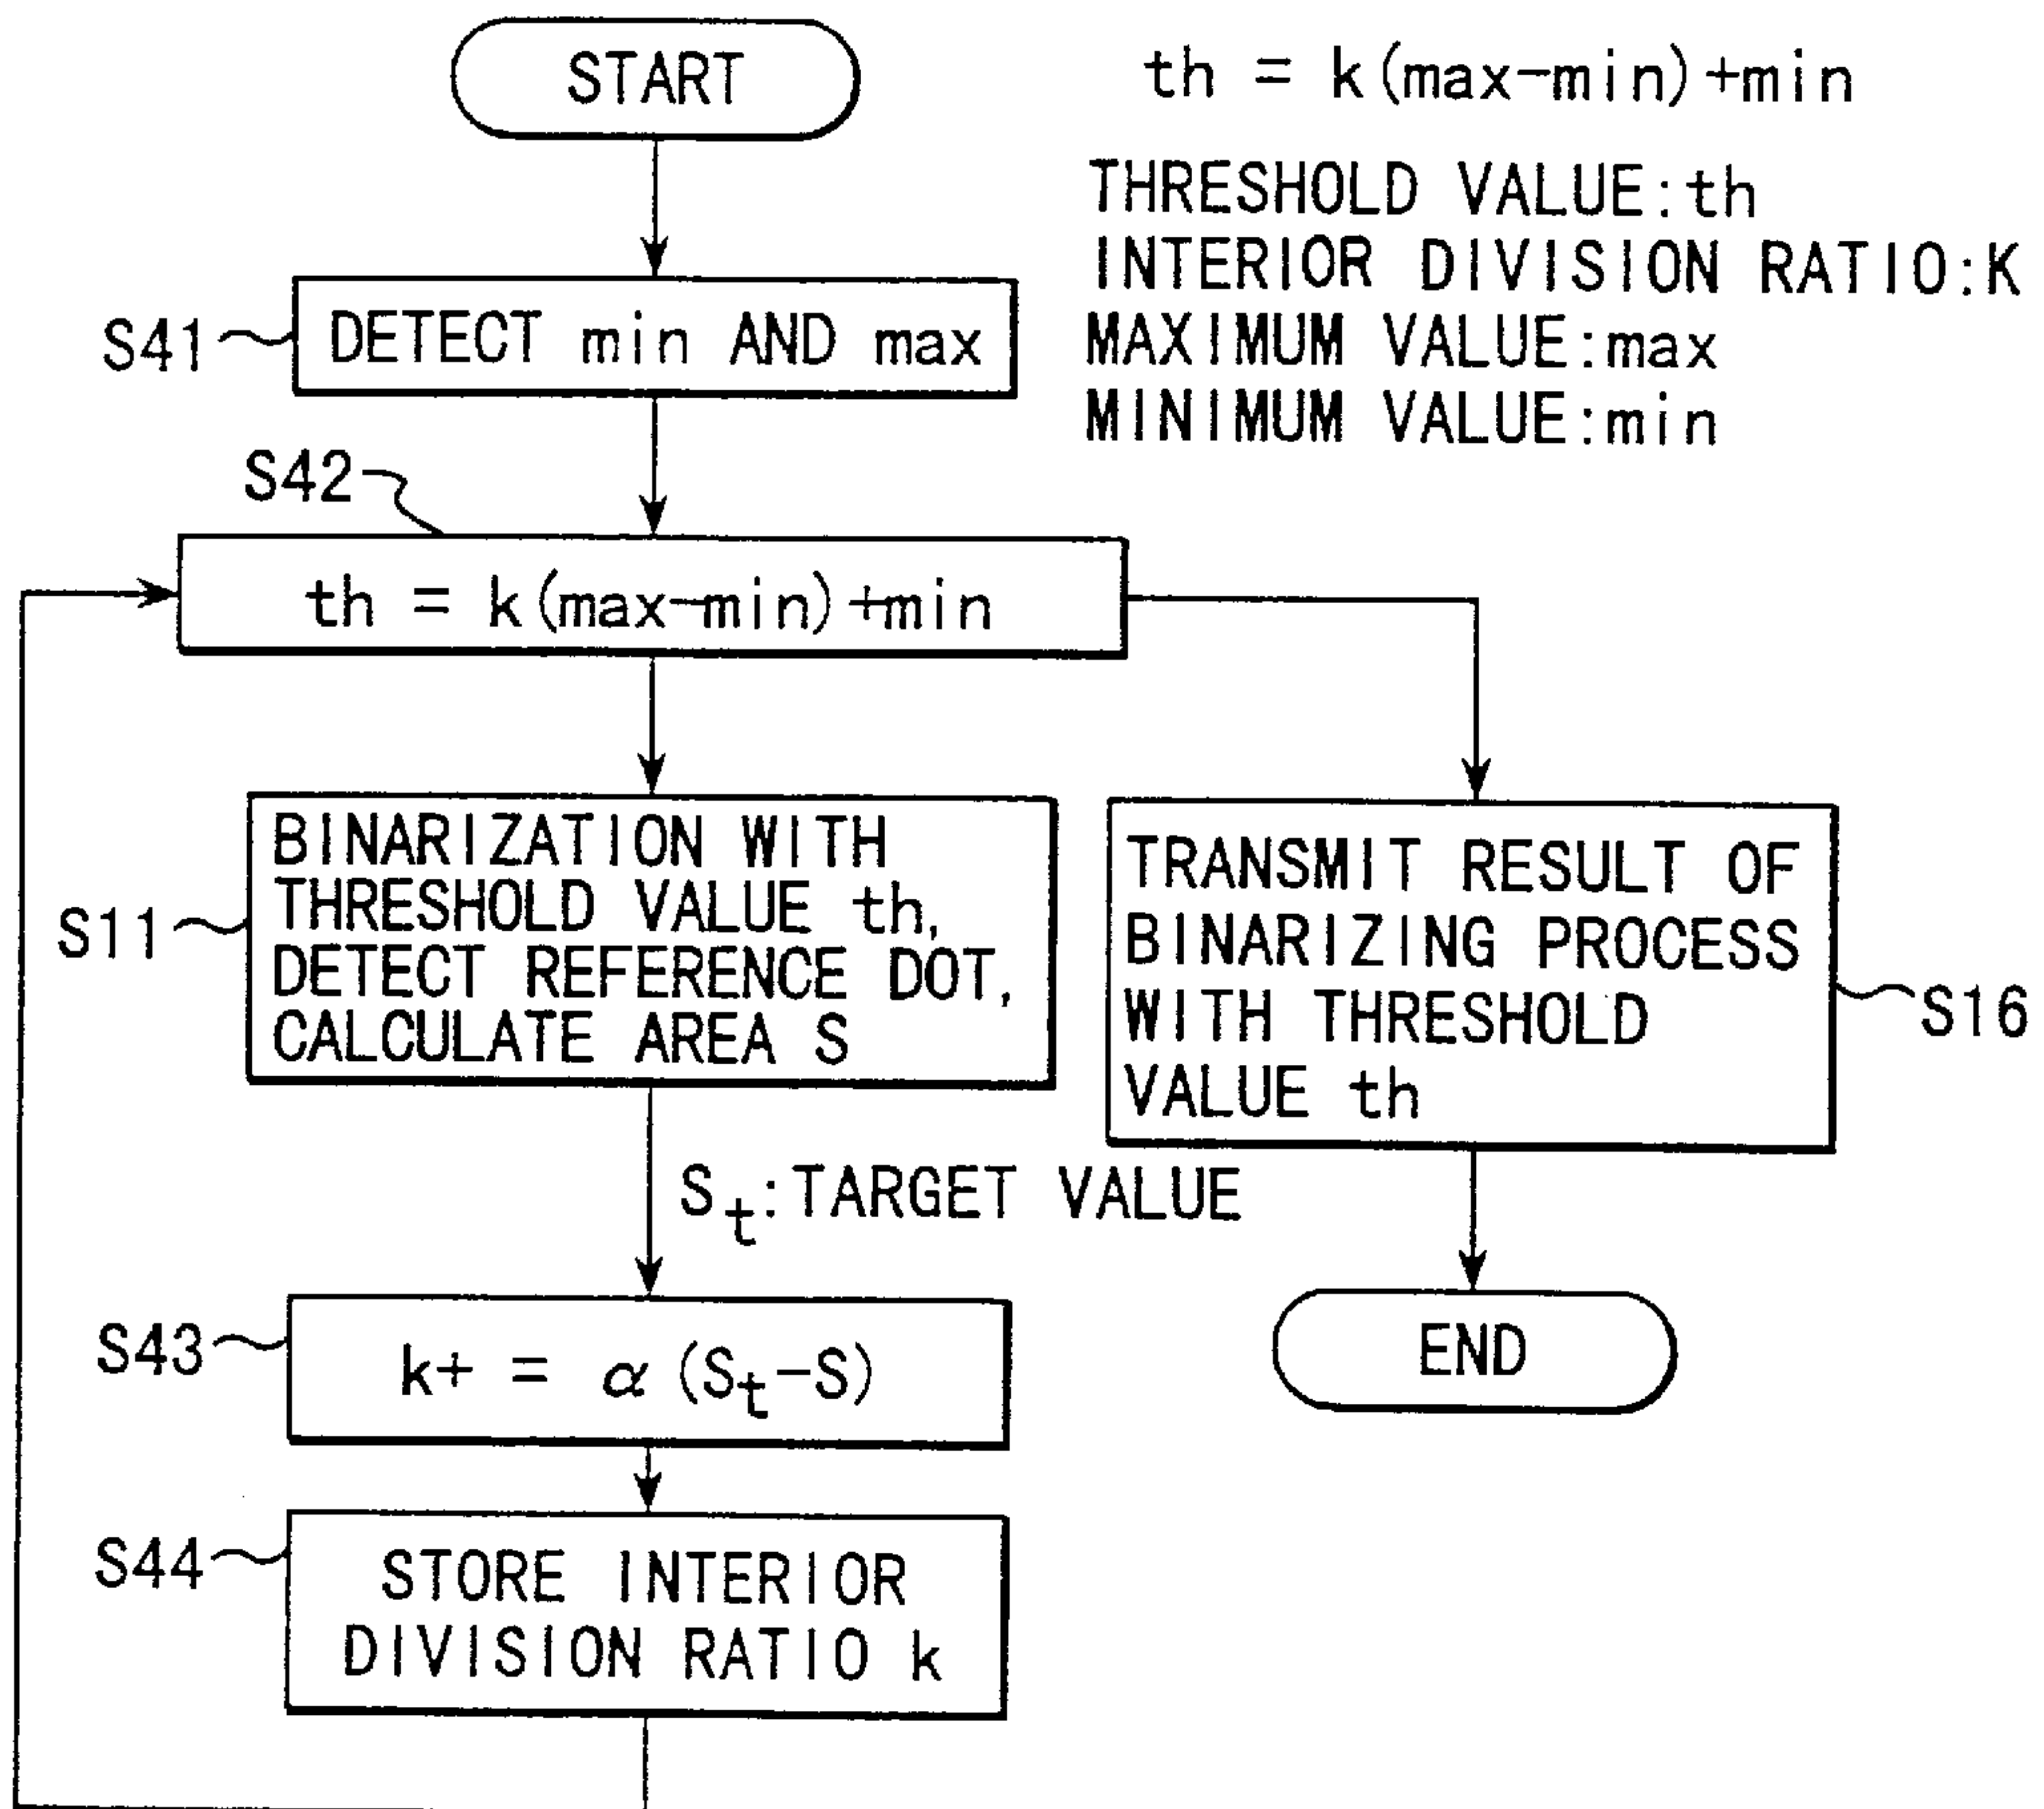 START
th = k(max-min)+min
THRESHOLD VALUE:th
INTERIOR DIVISION RATIO:K
MAXIMUM VALUE:max
MINIMUM VALUE:min
S41
DETECT min AND max
S42
th = k(max-min)+min
S11
BINARIZATION WITH
THRESHOLD VALUE th,
DETECT REFERENCE DOT,
CALCULATE AREA S
TRANSMIT RESULT OF
BINARIZING PROCESS
WITH THRESHOLD
VALUE th
S16
St:TARGET VALUE
S43
k+ = α(St-S)
END
S44
STORE INTERIOR
DIVISION RATIO k